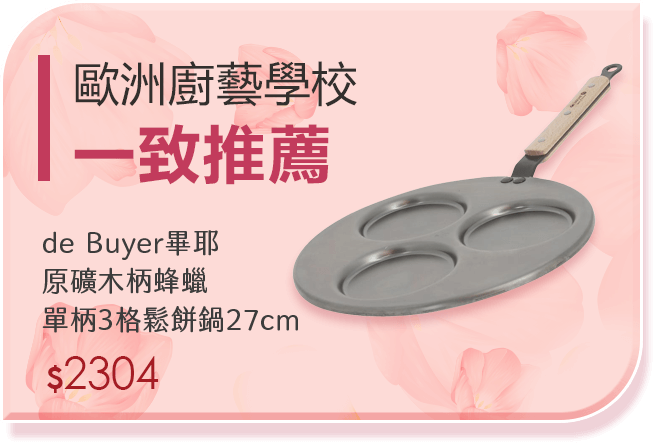 歐洲廚藝學校
一致推薦
de Buyer畢耶
原礦木柄蜂蠟
單柄3格鬆餅鍋27cm
$2304